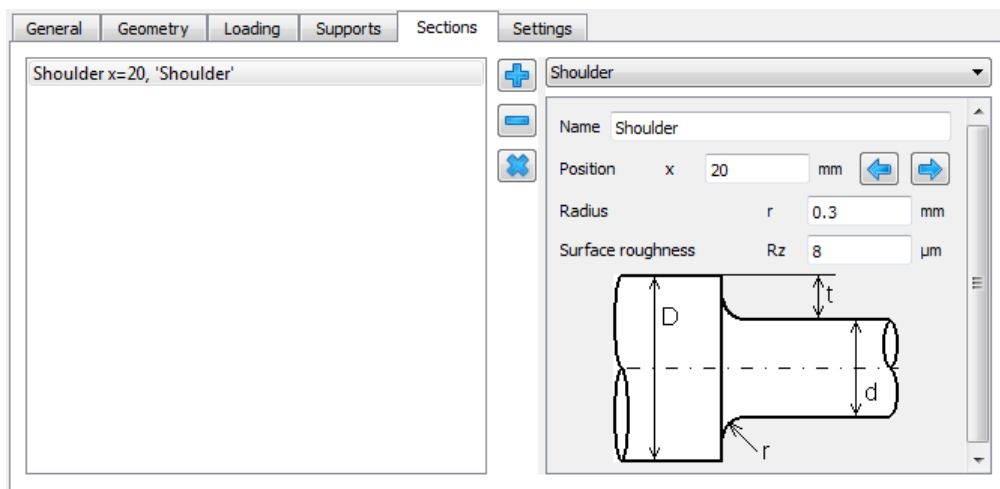 General Geometry Loading Supports Sections Settings
Shoulder x=20, 'Shoulder'
Shoulder
Name Shoulder
Position x 20 mm
Radius r 0.3 mm
Surface roughness Rz 8 µm
t
D
d
r